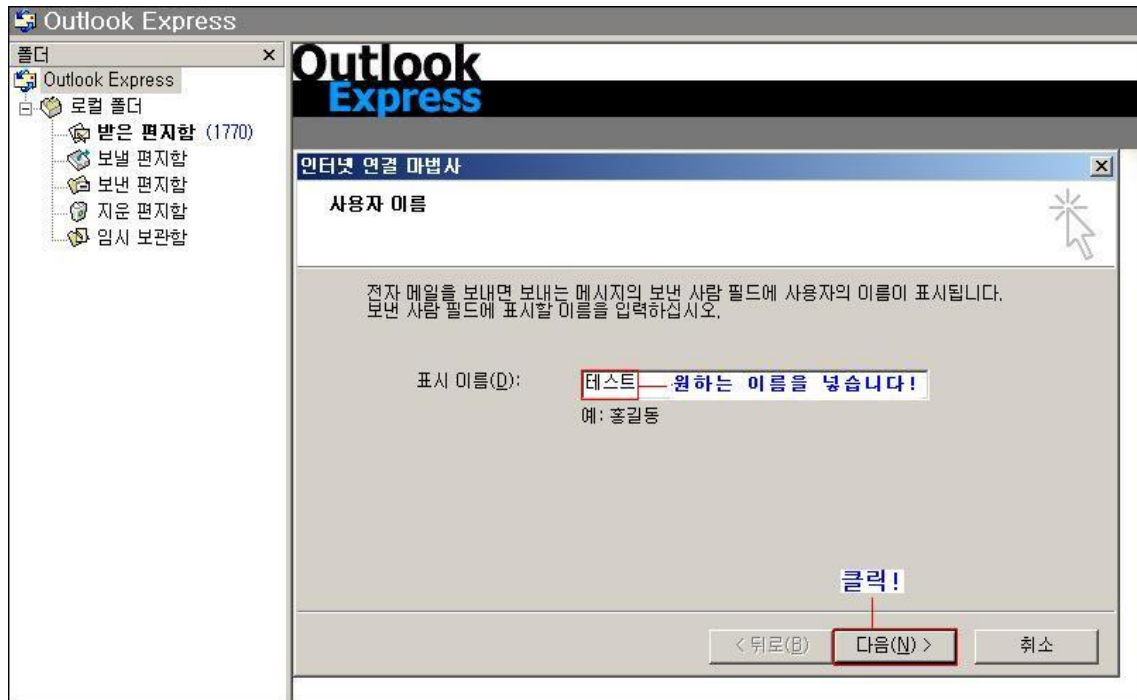 Outlook Express
폴더
Outlook Express
로컬 폴더
받은 편지함 (1770)
보낼 편지함
보낸 편지함
지운 편지함
임시 보관함
Outlook
Express
인터넷 연결 마법사
사용자 이름
전자 메일을 보내면 보내는 메시지의 보낸 사람 필드에 사용자의 이름이 표시됩니다.
보낸 사람 필드에 표시할 이름을 입력하십시오.
표시 이름(D): 테스트 원하는 이름을 넣습니다!
예: 홍길동
클릭!
< 뒤로(B) 다음(N) > 취소